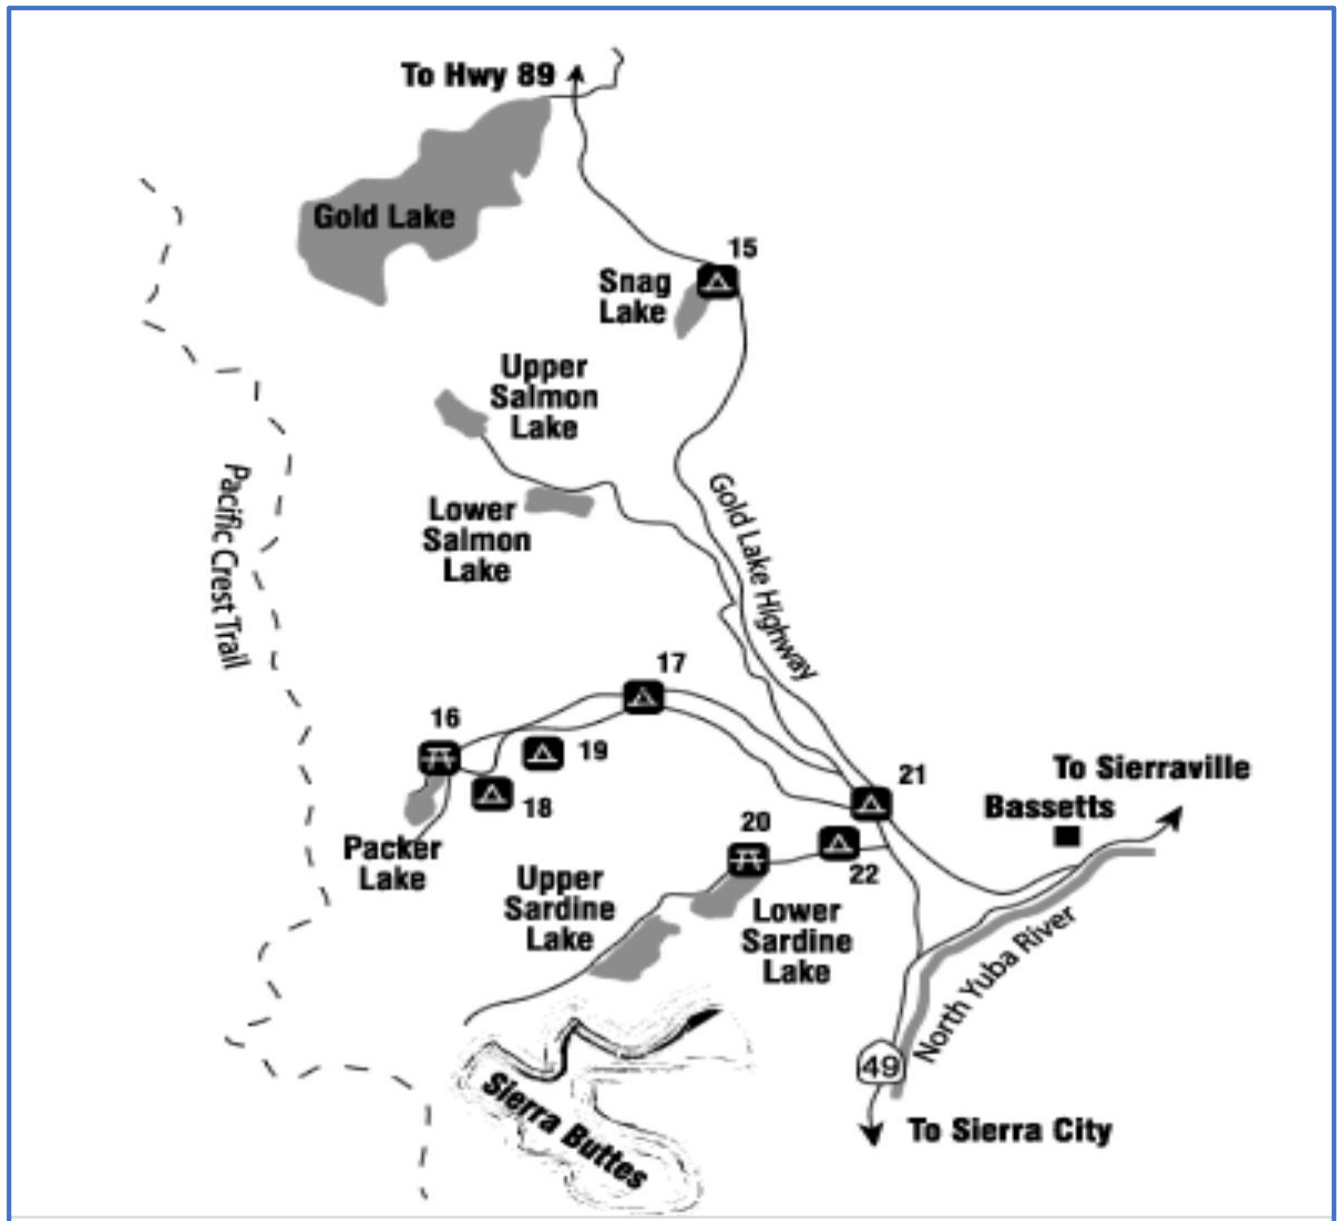 To Hwy 89
Gold Lake
15
Snag
Lake
Upper
Salmon
Lake
Pacific Crest Trail
Lower
Salmon
Lake
Gold Lake Highway
17
16
19
18
Packer
Lake
21
To Sierraville
Bassetts
20
22
Upper
Sardine
Lake
Lower
Sardine
Lake
North Yuba River
49
Sierra Buttes
To Sierra City